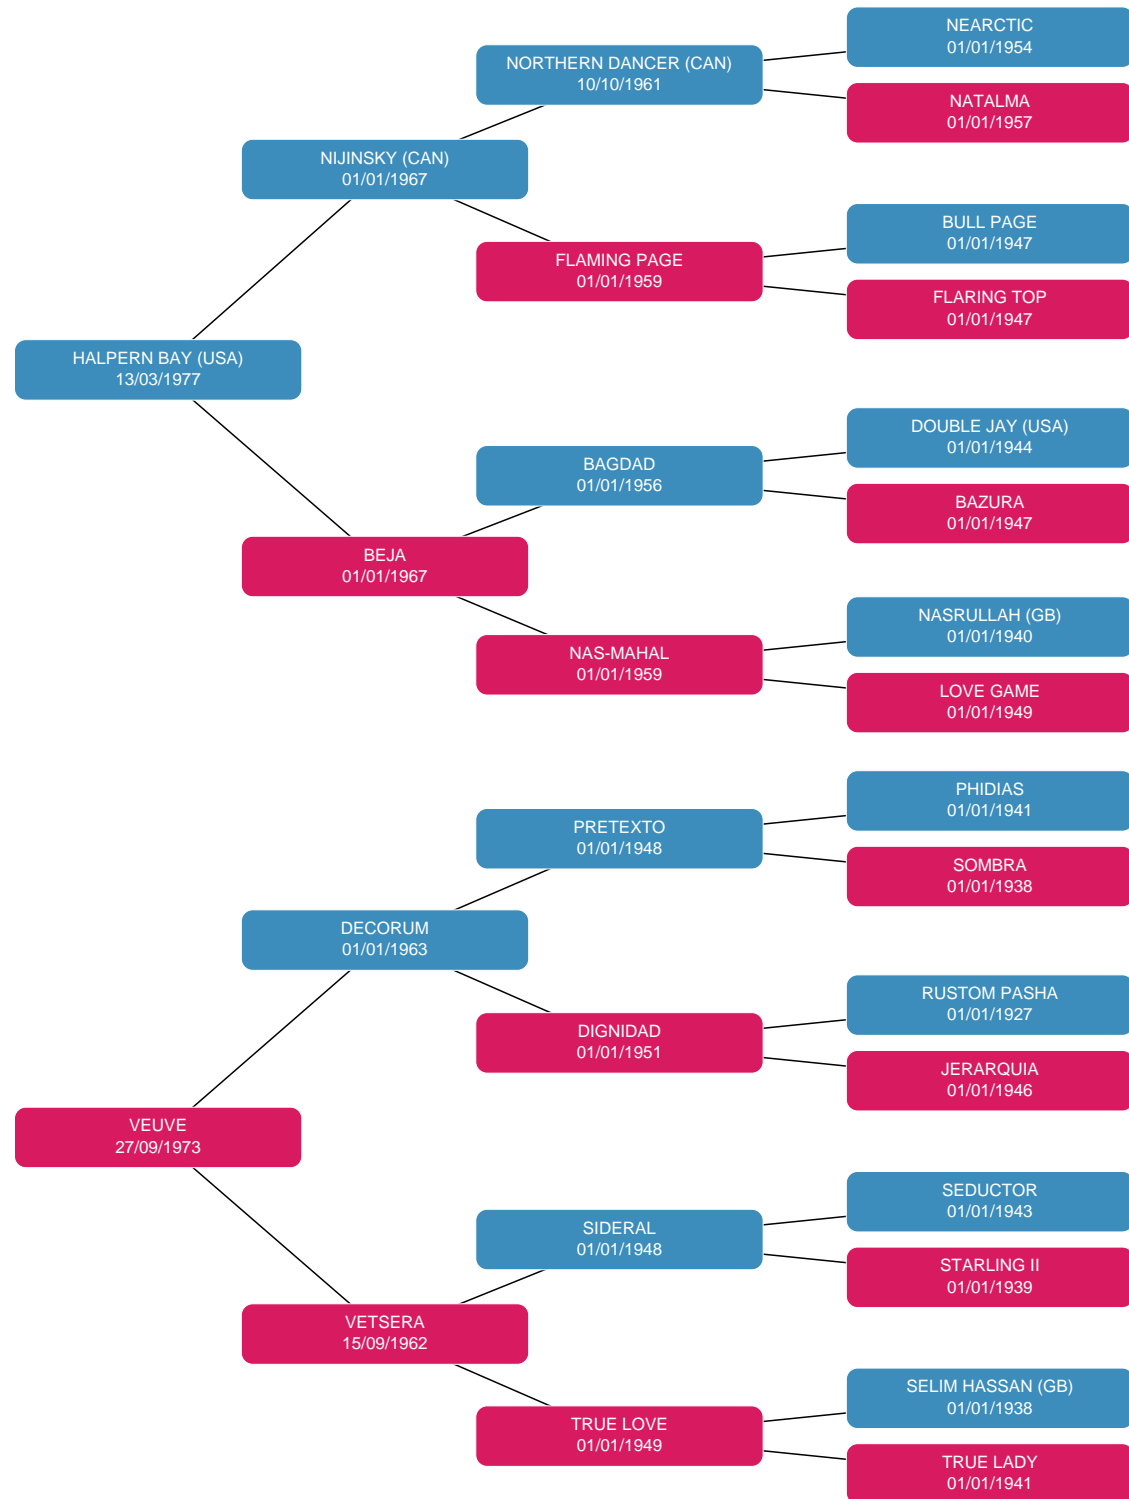 NEARCTIC
01/01/1954
NORTHERN DANCER (CAN)
10/10/1961
NATALMA
01/01/1957
NIJINSKY (CAN)
01/01/1967
BULL PAGE
01/01/1947
FLAMING PAGE
01/01/1959
FLARING TOP
01/01/1947
HALPERN BAY (USA)
13/03/1977
DOUBLE JAY (USA)
01/01/1944
BAGDAD
01/01/1956
BAZURA
01/01/1947
BEJA
01/01/1967
NASRULLAH (GB)
01/01/1940
NAS-MAHAL
01/01/1959
LOVE GAME
01/01/1949
PHIDIAS
01/01/1941
PRETEXTO
01/01/1948
SOMBRA
01/01/1938
DECORUM
01/01/1963
RUSTOM PASHA
01/01/1927
DIGNIDAD
01/01/1951
JERARQUIA
01/01/1946
VEUVE
27/09/1973
SEDUCTOR
01/01/1943
SIDERAL
01/01/1948
STARLING II
01/01/1939
VETSERA
15/09/1962
SELIM HASSAN (GB)
01/01/1938
TRUE LOVE
01/01/1949
TRUE LADY
01/01/1941